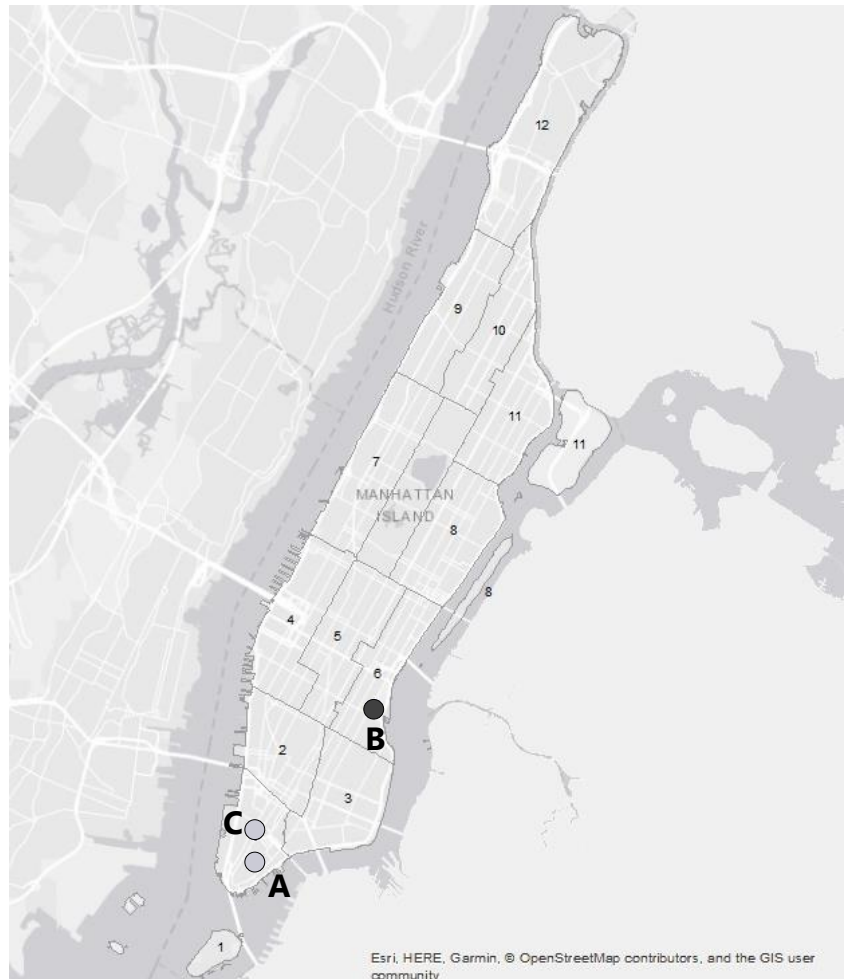 12
Hudson River
9
10
11
11
7
MANHATTAN
ISLAND
8
8
4
5
6
B
2
3
C
A
1
Esri, HERE, Garmin, © OpenStreetMap contributors, and the GIS user
community